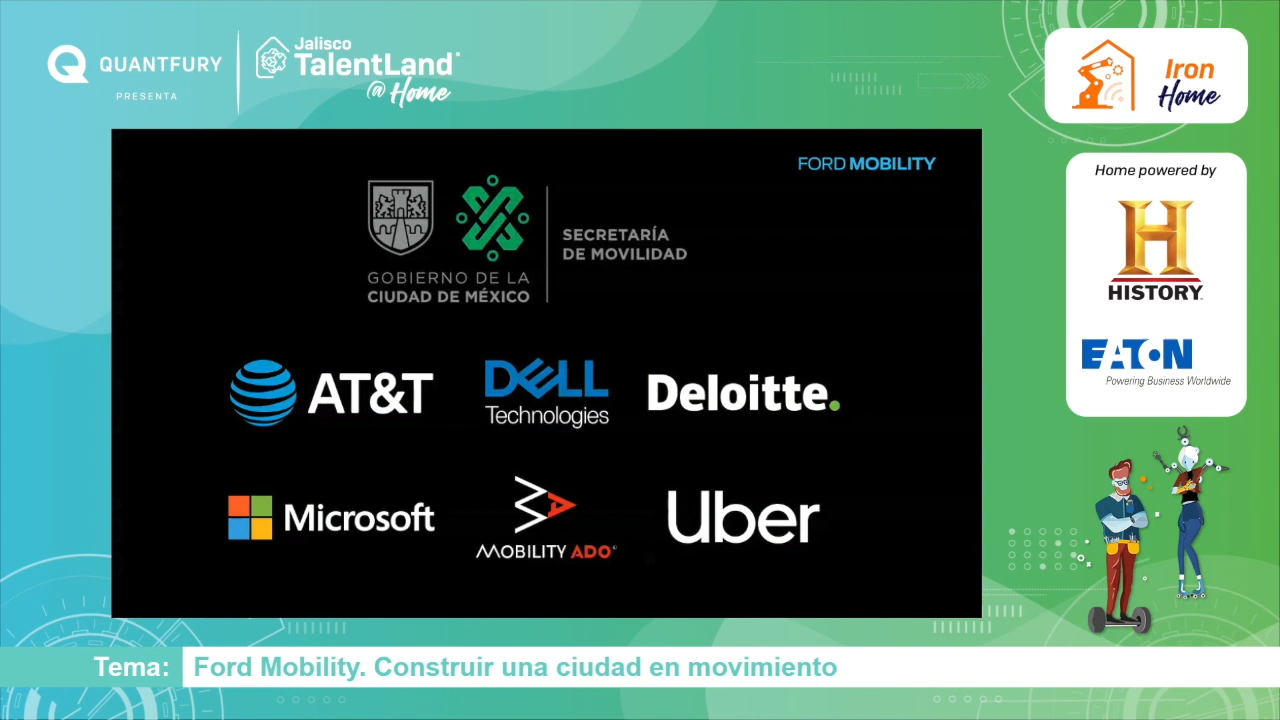 QUANTFURY
PRESENTA
Jalisco
TalentLand
@ Home
Iron
Home
FORD MOBILITY
SECRETARÍA
DE MOVILIDAD
GOBIERNO DE LA
CIUDAD DE MÉXICO
Home powered by
HISTORY
EATON
Powering Business Worldwide
AT&T
DELL
Technologies
Deloitte.
Microsoft
MOBILITY ADO
Uber
Tema: Ford Mobility. Construir una ciudad en movimiento